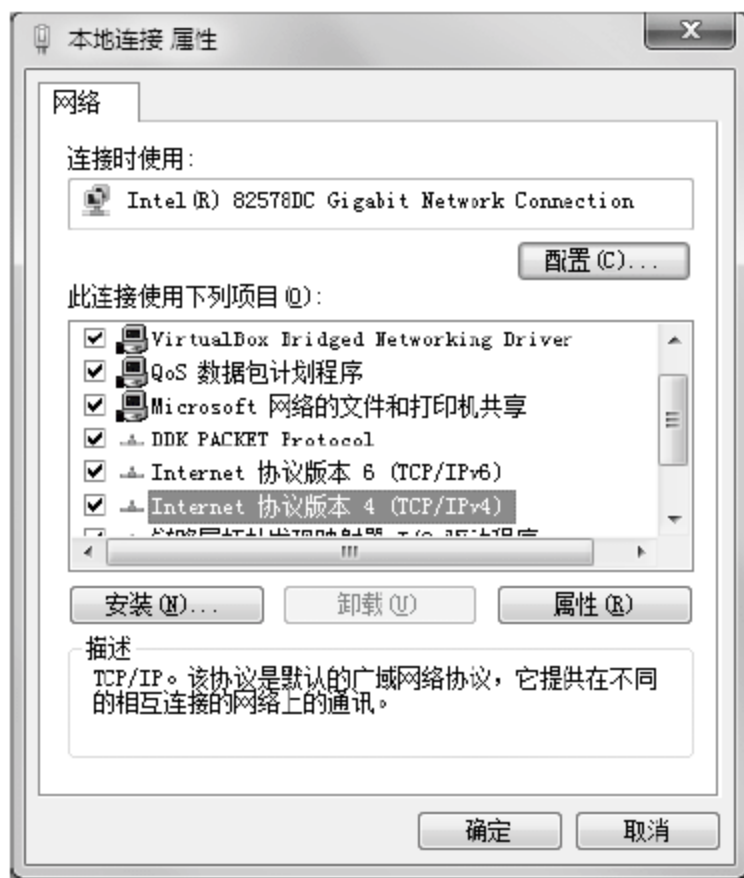 本地连接 属性
网络
连接时使用:
Intel(R) 82578DC Gigabit Network Connection
配置(C)...
此连接使用下列项目(O):
VirtualBox Bridged Networking Driver
QoS 数据包计划程序
Microsoft 网络的文件和打印机共享
DDK PACKET Protocol
Internet 协议版本 6 (TCP/IPv6)
Internet 协议版本 4 (TCP/IPv4)
安装(N)...
卸载(U)
属性(R)
描述
TCP/IP。该协议是默认的广域网络协议，它提供在不同
的相互连接的网络上的通讯。
确定
取消